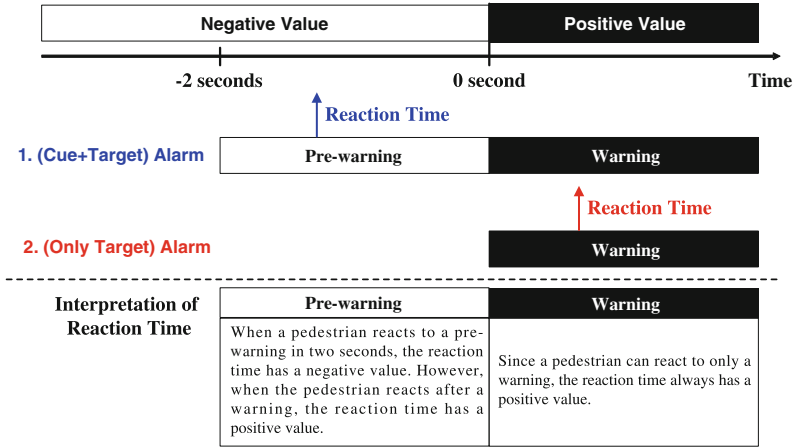 Negative Value Positive Value
-2 seconds 0 second Time
Reaction Time
1. (Cue+Target) Alarm Pre-warning Warning
Reaction Time
2. (Only Target) Alarm Warning
Interpretation of
Reaction Time
Pre-warning Warning
When a pedestrian reacts to a pre-
warning in two seconds, the reaction
time has a negative value. However,
when the pedestrian reacts after a
warning, the reaction time has a
positive value.
Since a pedestrian can react to only a
warning, the reaction time always has a
positive value.